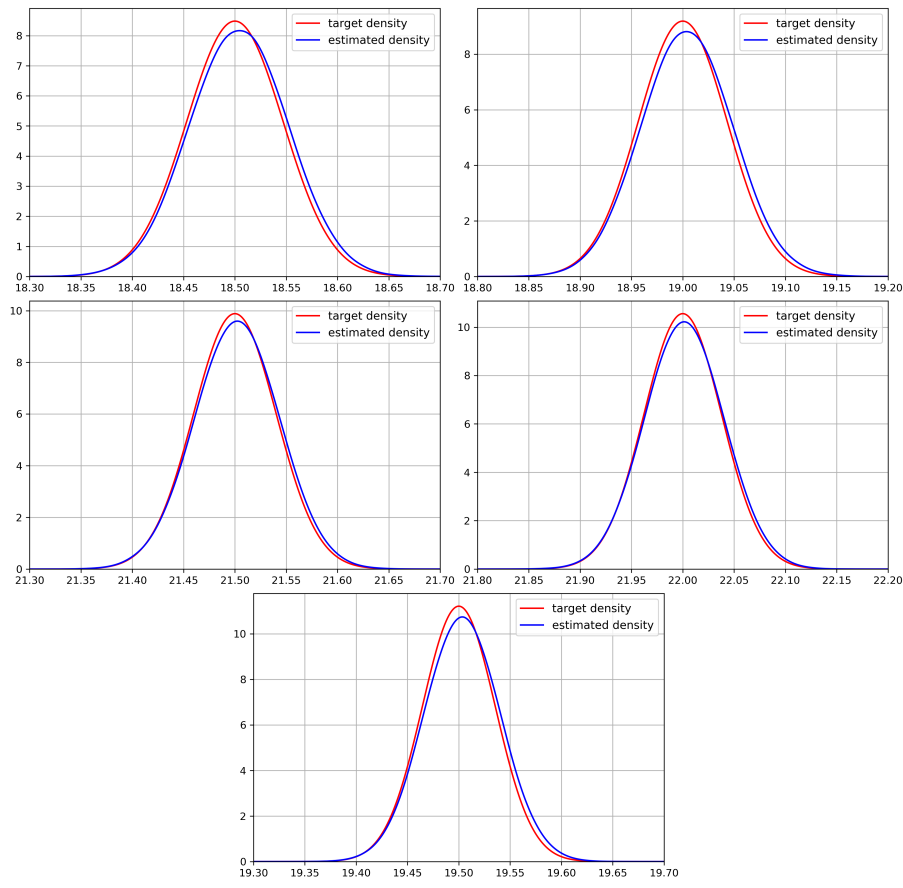 target density
estimated density
8
7
6
5
4
3
2
1
0
18.30 18.35 18.40 18.45 18.50 18.55 18.60 18.65 18.70
target density
estimated density
8
6
4
2
0
18.80 18.85 18.90 18.95 19.00 19.05 19.10 19.15 19.20
target density
estimated density
10
8
6
4
2
0
21.30 21.35 21.40 21.45 21.50 21.55 21.60 21.65 21.70
target density
estimated density
10
8
6
4
2
0
21.80 21.85 21.90 21.95 22.00 22.05 22.10 22.15 22.20
target density
estimated density
10
8
6
4
2
0
19.30 19.35 19.40 19.45 19.50 19.55 19.60 19.65 19.70